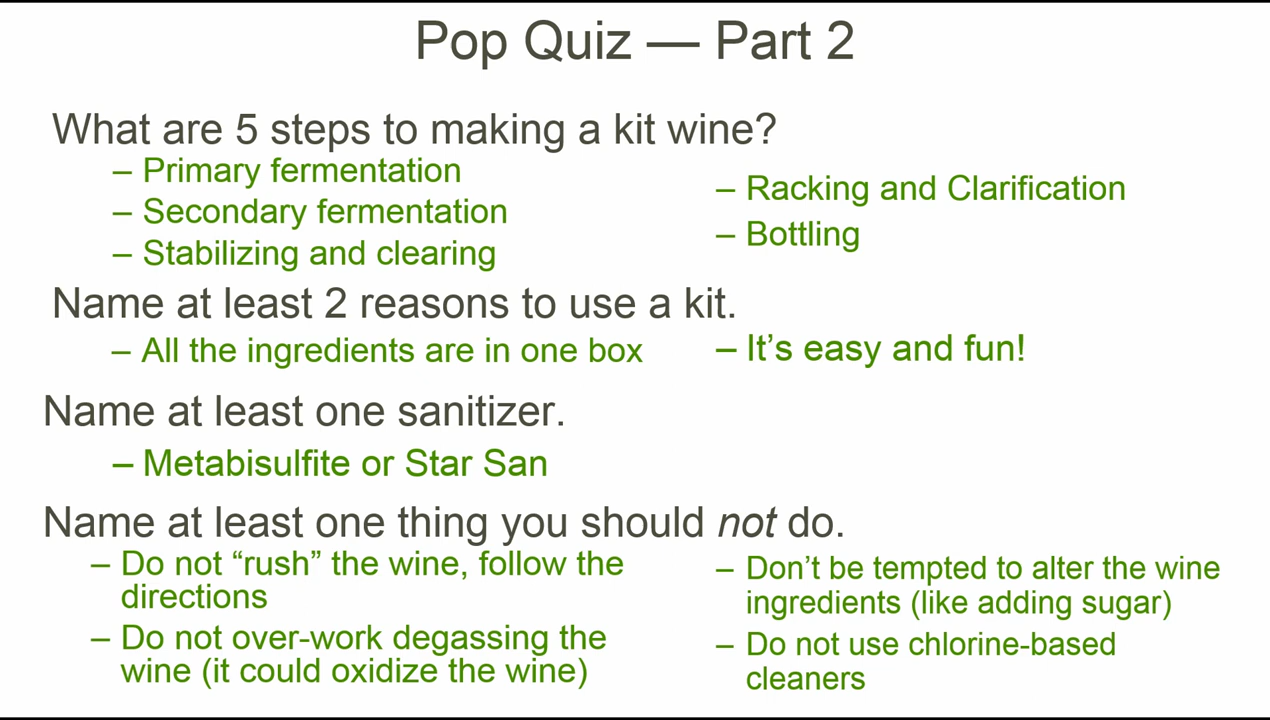 Pop Quiz — Part 2
What are 5 steps to making a kit wine?
– Primary fermentation
– Secondary fermentation
– Stabilizing and clearing
– Racking and Clarification
– Bottling
Name at least 2 reasons to use a kit.
– All the ingredients are in one box
– It’s easy and fun!
Name at least one sanitizer.
– Metabisulfite or Star San
Name at least one thing you should not do.
– Do not “rush” the wine, follow the
directions
– Do not over-work degassing the
wine (it could oxidize the wine)
– Don’t be tempted to alter the wine
ingredients (like adding sugar)
– Do not use chlorine-based
cleaners